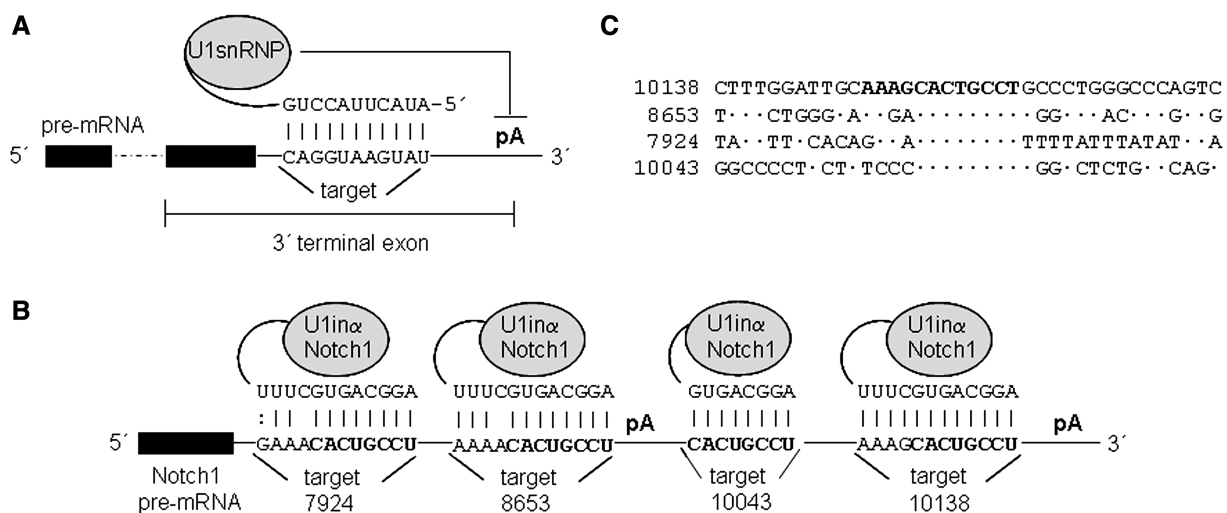 A
U1snRNP
GUCCAUUCAUA-5´
pre-mRNA
pA
5´
CAGGUAAGUAU
3´
target
3´ terminal exon
C
10138 CTTTGGATTGCAAAGCACTGCCTGCCCTGGGCCCAGTC
8653 T···CTGGG·A··GA·········GG···AC···G··G
7924 TA··TT·CACAG··A········TTTTATTTATAT··A
10043 GGCCCCT·CT·TCCC·········GG·CTCTG··CAG·
B
U1inα Notch1
U1inα Notch1
U1inα Notch1
U1inα Notch1
UUUCGUGACGGA
UUUCGUGACGGA
GUGACGGA
UUUCGUGACGGA
pA
pA
5´
GAAACACUGCCU
AAAACACUGCCU
CACUGCCU
AAAGCACUGCCU
3´
Notch1
pre-mRNA
target
7924
target
8653
target
10043
target
10138